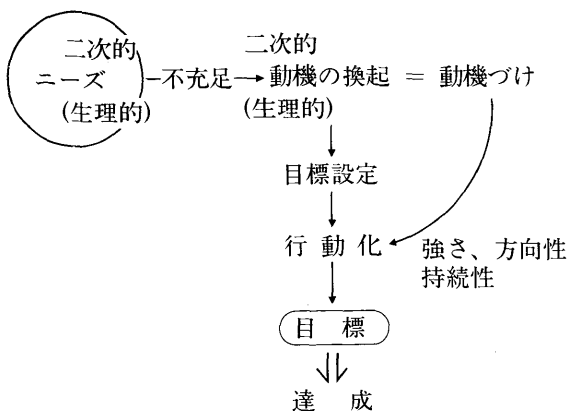 二次的
ニーズ
(生理的)
不充足
二次的
動機の換起 = 動機づけ
(生理的)
目標設定
行動化
強さ、方向性
持続性
目標
達成